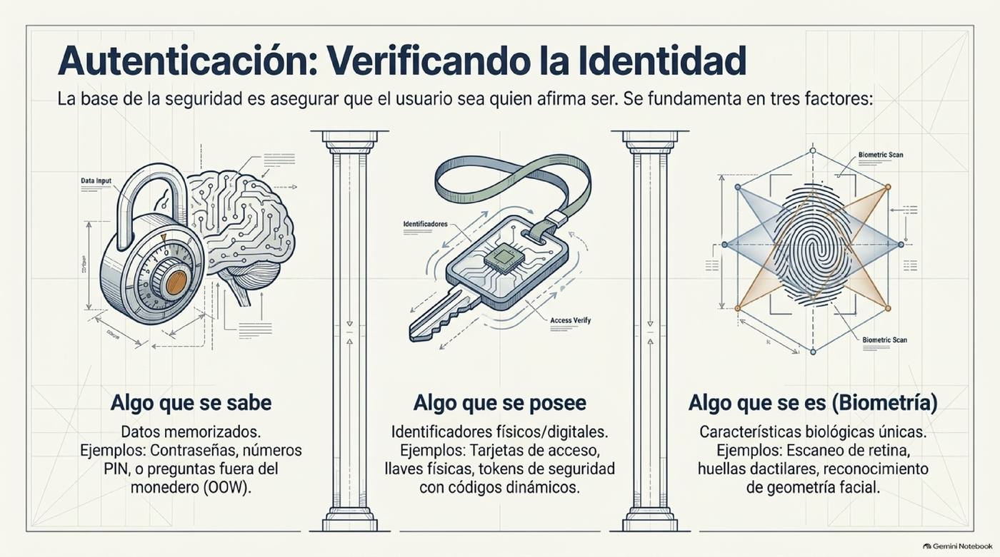 Autenticación: Verificando la Identidad
La base de la seguridad es asegurar que el usuario sea quien afirma ser. Se fundamenta en tres factores:
Data Input
Identificadores
Access Verify
Biometric Scan
Biometric Scan
Algo que se sabe
Datos memorizados.
Ejemplos: Contraseñas, números
PIN, o preguntas fuera del
monedero (OOW).
Algo que se posee
Identificadores físicos/digitales.
Ejemplos: Tarjetas de acceso,
llaves físicas, tokens de seguridad
con códigos dinámicos.
Algo que se es (Biometría)
Características biológicas únicas.
Ejemplos: Escaneo de retina,
huellas dactilares, reconocimiento
de geometría facial.
Gemini Notebook